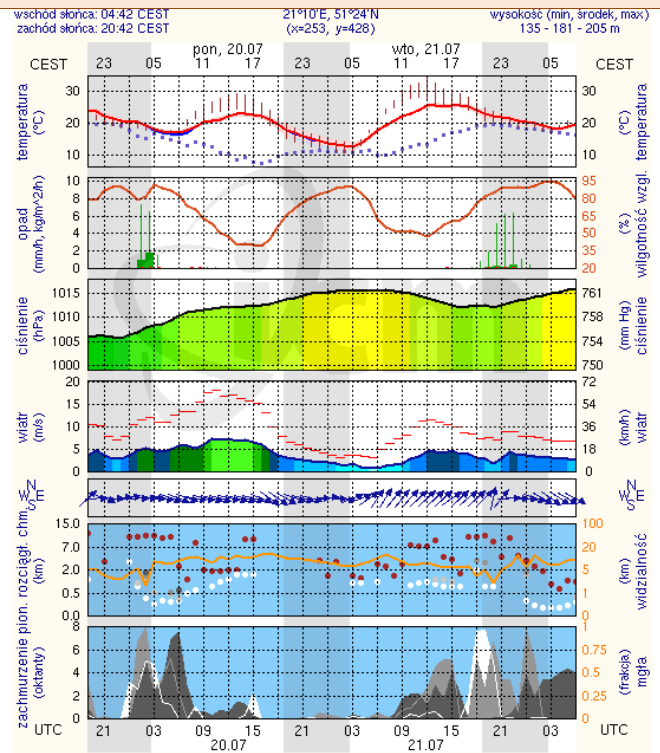 wschód słońca: 04:42 CEST 21°10'E, 51°24'N wysokość (min, środek, max)
zachód słońca: 20:42 CEST (x=253, y=428) 135 - 181 - 205 m
pon, 20.07 wto, 21.07
CEST 23 05 11 17 23 05 11 17 23 05 CEST
temperatura (°C) 30 20 10 30 20 10 (°C) temperatura
opad (mm/h, kg/m^2/h) 10 8 6 4 2 0 95 80 65 50 35 20 (%) wilgotność wzgl.
ciśnienie (hPa) 1015 1010 1005 1000 761 758 754 750 (mm Hg) ciśnienie
wiatr (m/s) 20 15 10 5 0 72 54 36 18 0 (km/h) wiatr
N W E S N W E S
pion. rozciągł. chm. (km) 15.0 7.0 2.0 0.5 0.0 100 20 5 1 0 (km) widzialność
zachmurzenie (oktanty) 8 6 4 2 0 1 0.75 0.5 0.25 0 (frakcja) mgła
UTC 21 03 09 15 21 03 09 15 21 03 UTC
20.07 21.07
icm